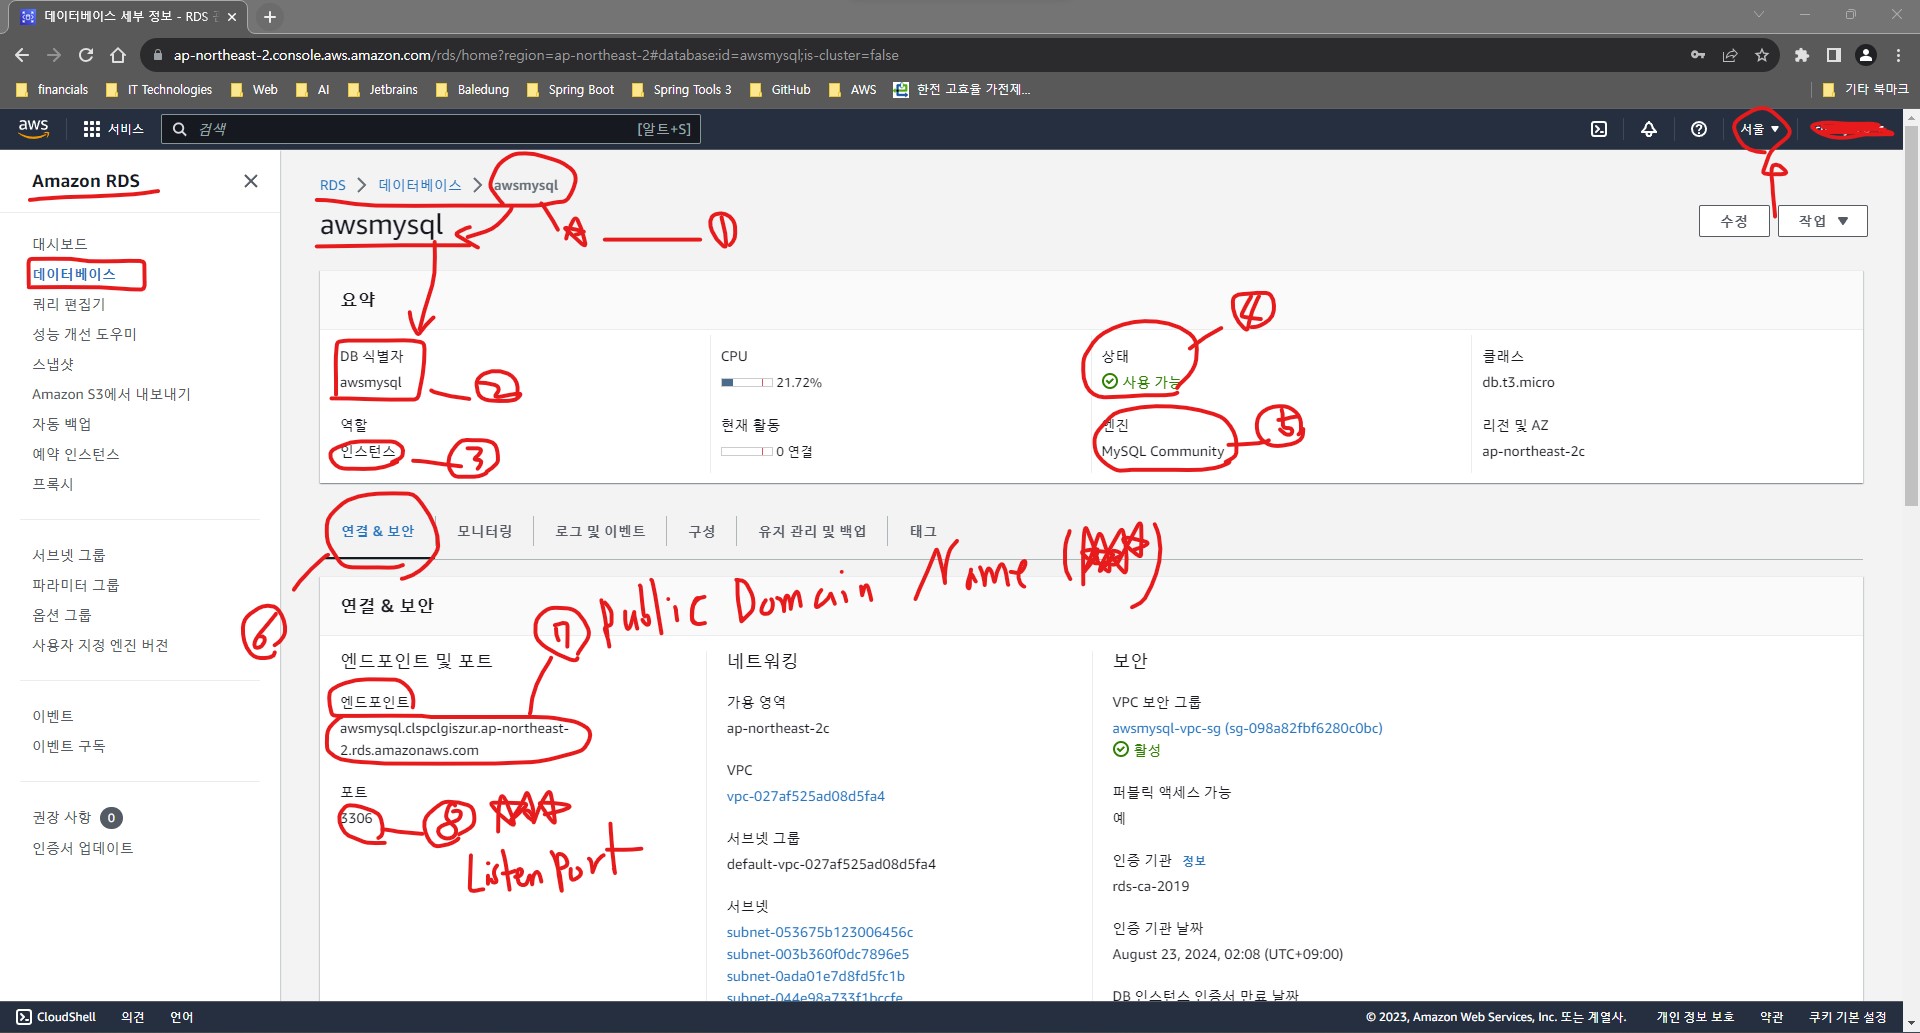 데이터베이스 세부 정보 - RDS
ap-northeast-2.console.aws.amazon.com/rds/home?region=ap-northeast-2#database:id=awsmysql;is-cluster=false
financials IT Technologies Web AI Jetbrains Baledung Spring Boot Spring Tools 3 GitHub AWS 한전 고효율 가전제... 기타 북마크
aws 서비스 검색 [알트+S] 서울
Amazon RDS
대시보드
데이터베이스
쿼리 편집기
성능 개선 도우미
스냅샷
Amazon S3에서 내보내기
자동 백업
예약 인스턴스
프록시
서브넷 그룹
파라미터 그룹
옵션 그룹
사용자 지정 엔진 버전
이벤트
이벤트 구독
권장 사항 0
인증서 업데이트
RDS 데이터베이스 awsmysql
awsmysql
①
수정 작업
요약
DB 식별자
awsmysql
②
역할
인스턴스
③
CPU
21.72%
현재 활동
0 연결
상태
사용 가능
④
엔진
MySQL Community
⑤
클래스
db.t3.micro
리전 및 AZ
ap-northeast-2c
연결 & 보안 모니터링 로그 및 이벤트 구성 유지 관리 및 백업 태그
⑥
연결 & 보안
⑦ Public Domain Name (★★★)
엔드포인트 및 포트
엔드포인트
awsmysql.clspclgiszur.ap-northeast-
2.rds.amazonaws.com
포트
3306
⑧ ★★★
Listen Port
네트워킹
가용 영역
ap-northeast-2c
VPC
vpc-027af525ad08d5fa4
서브넷 그룹
default-vpc-027af525ad08d5fa4
서브넷
subnet-053675b123006456c
subnet-003b360f0dc7896e5
subnet-0ada01e7d8fd5fc1b
subnet-044e98a733f1bccfe
보안
VPC 보안 그룹
awsmysql-vpc-sg (sg-098a82fbf6280c0bc)
활성
퍼블릭 액세스 가능
예
인증 기관 정보
rds-ca-2019
인증 기관 날짜
August 23, 2024, 02:08 (UTC+09:00)
DB 인스턴스 인증서 만료 날짜
CloudShell 의견 언어 © 2023, Amazon Web Services, Inc. 또는 계열사. 개인 정보 보호 약관 쿠키 기본 설정